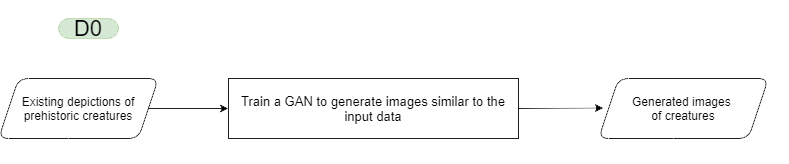 D0
Existing depictions of
prehistoric creatures
Train a GAN to generate images similar to the
input data
Generated images
of creatures